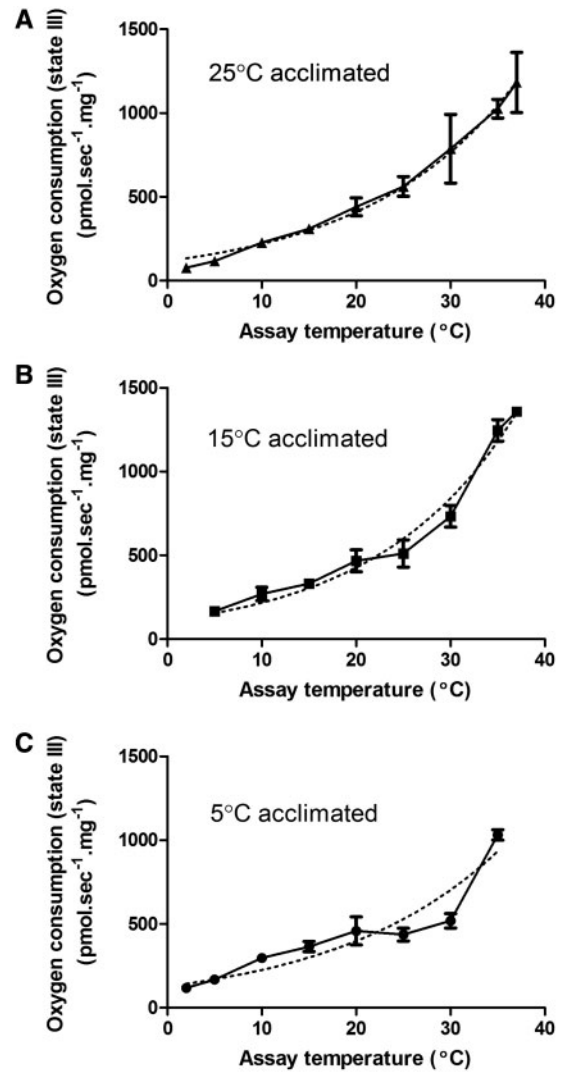 A
Oxygen consumption (state III)
(pmol.sec⁻¹.mg⁻¹)
25°C acclimated
1500
1000
500
0
0 10 20 30 40
Assay temperature (°C)
B
Oxygen consumption (state III)
(pmol.sec⁻¹.mg⁻¹)
15°C acclimated
1500
1000
500
0
0 10 20 30 40
Assay temperature (°C)
C
Oxygen consumption (state III)
(pmol.sec⁻¹.mg⁻¹)
5°C acclimated
1500
1000
500
0
0 10 20 30 40
Assay temperature (°C)